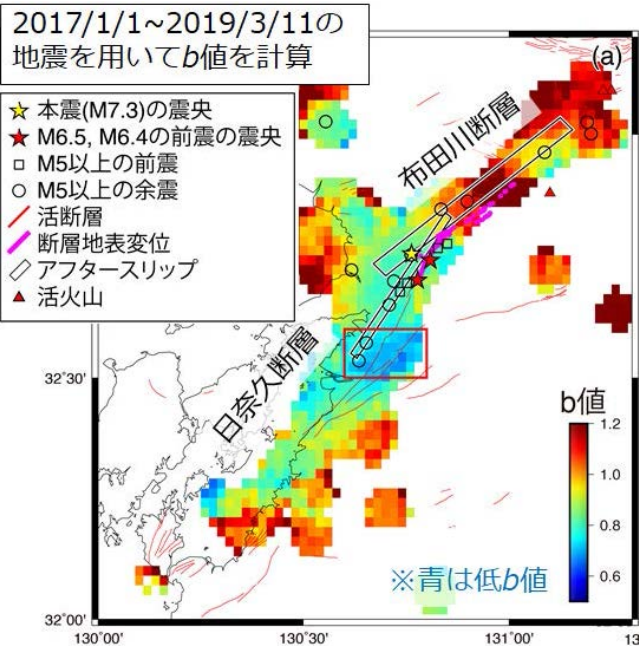 2017/1/1~2019/3/11の
地震を用いてb値を計算
(a)
本震(M7.3)の震央
M6.5, M6.4の前震の震央
M5以上の前震
M5以上の余震
活断層
断層地表変位
アフタースリップ
活火山
布田川断層
日奈久断層
32°30'
b値
1.2
1.0
0.8
0.6
※青は低b値
32°00'
130°00'
130°30'
131°00'
13